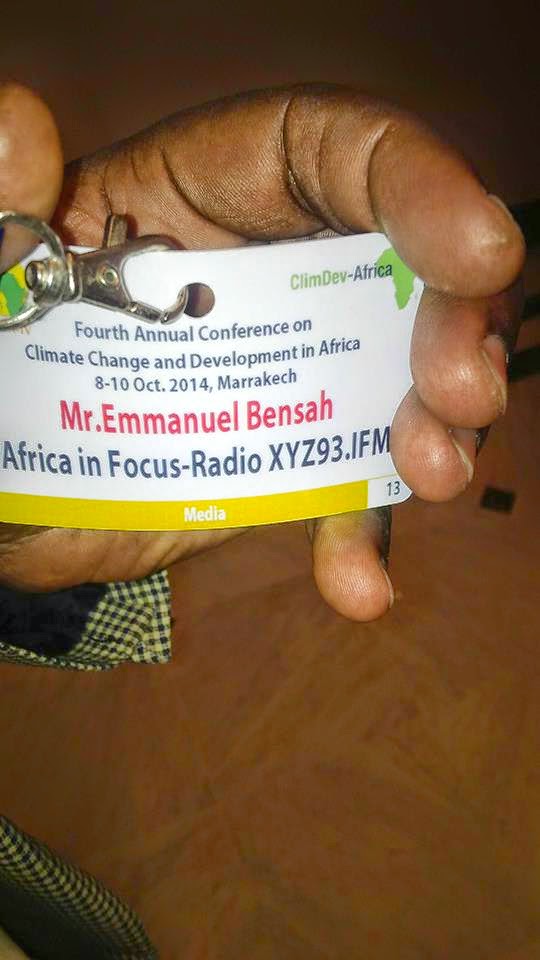 ClimDev-Africa
Fourth Annual Conference on
Climate Change and Development in Africa
8-10 Oct. 2014, Marrakech
Mr.Emmanuel Bensah
Africa in Focus-Radio XYZ93.IFM
13
Media